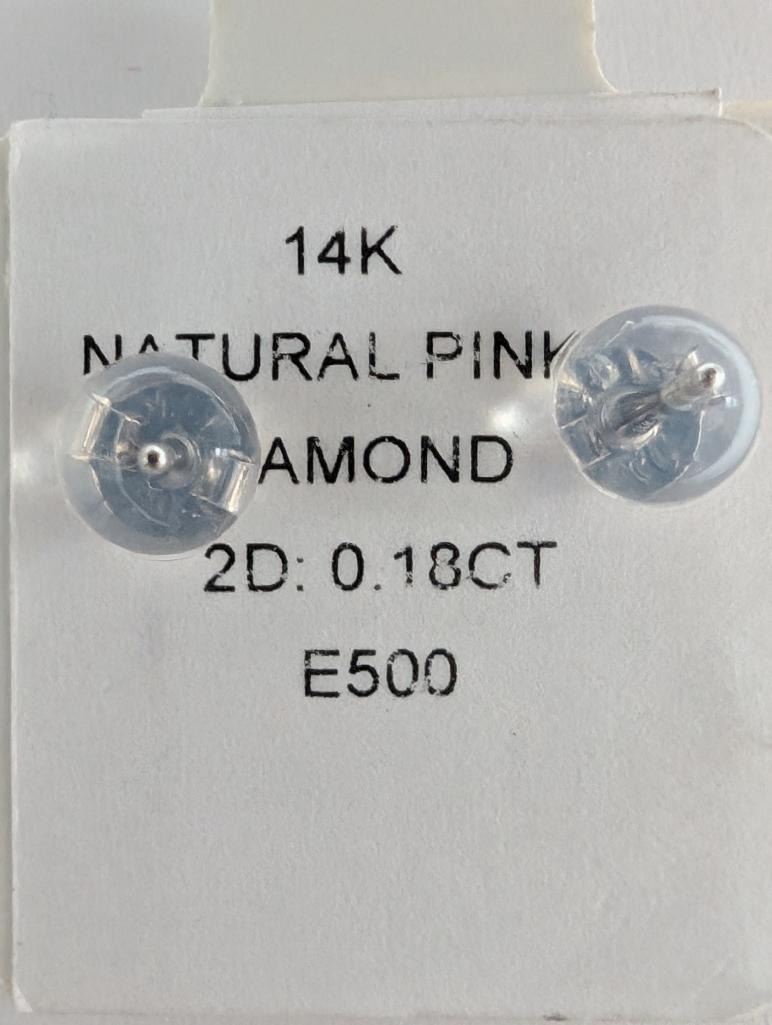 14K
NATURAL PINK
AMOND
2D: 0.18CT
E500